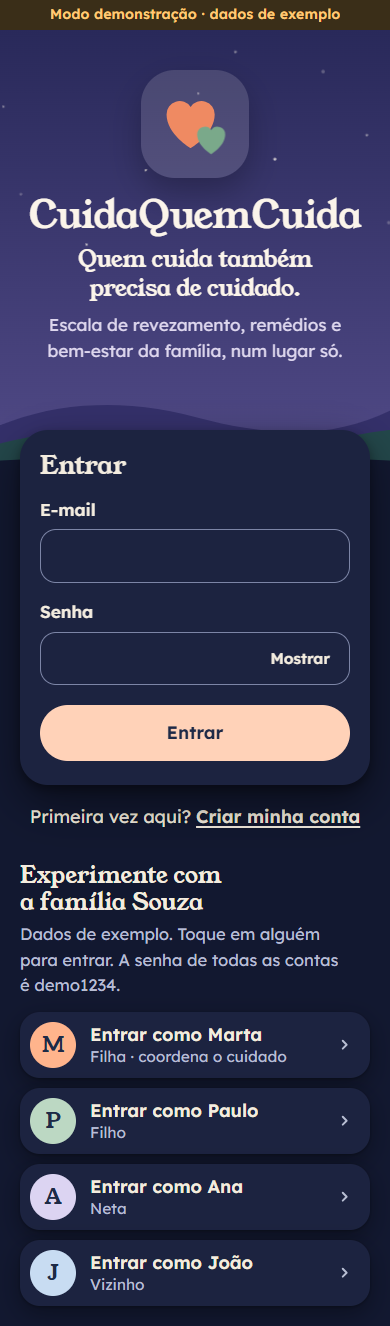 Modo demonstração · dados de exemplo
CuidaQuemCuida
Quem cuida também
precisa de cuidado.
Escala de revezamento, remédios e
bem-estar da família, num lugar só.
Entrar
E-mail
Senha
Mostrar
Entrar
Primeira vez aqui? Criar minha conta
Experimente com
a família Souza
Dados de exemplo. Toque em alguém
para entrar. A senha de todas as contas
é demo1234.
M
Entrar como Marta
Filha · coordena o cuidado
P
Entrar como Paulo
Filho
A
Entrar como Ana
Neta
J
Entrar como João
Vizinho